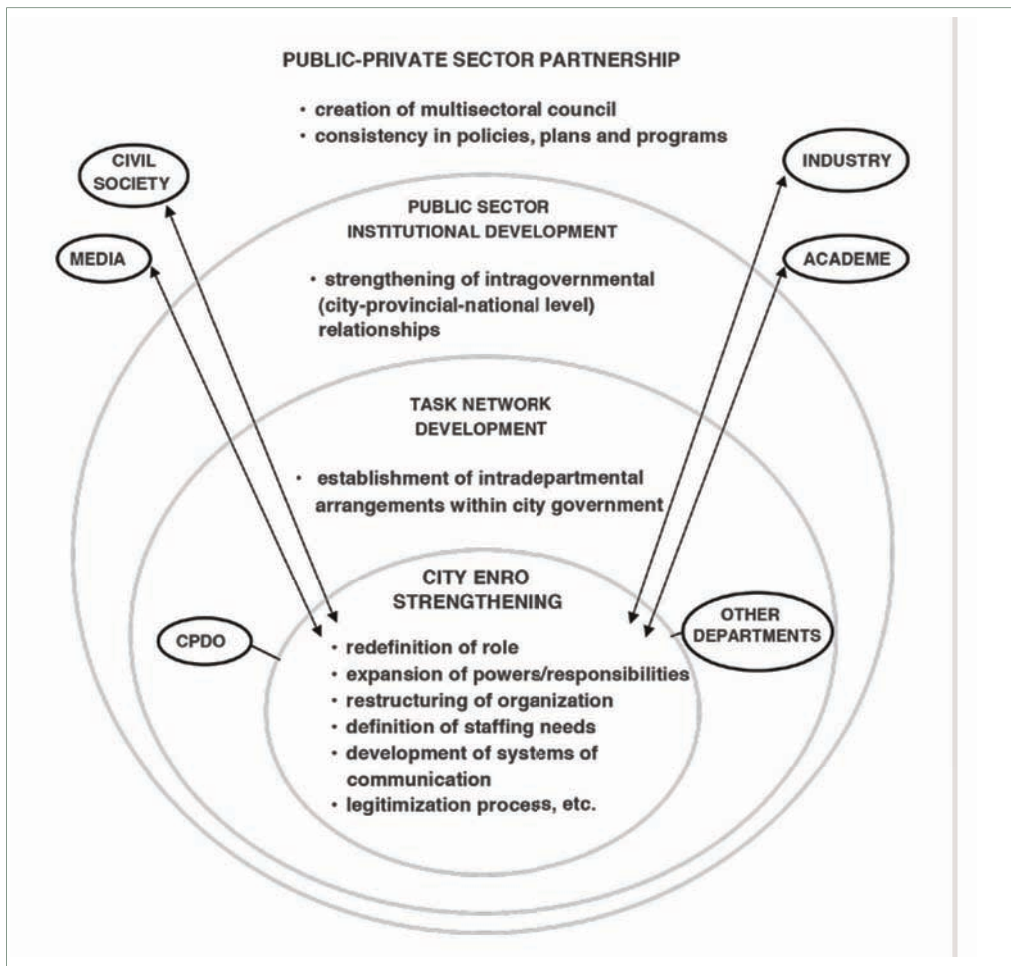 PUBLIC-PRIVATE SECTOR PARTNERSHIP
• creation of multisectoral council
• consistency in policies, plans and programs
CIVIL
SOCIETY
INDUSTRY
MEDIA
ACADEME
PUBLIC SECTOR
INSTITUTIONAL DEVELOPMENT
• strengthening of intragovernmental
(city-provincial-national level)
relationships
TASK NETWORK
DEVELOPMENT
• establishment of intradepartmental
arrangements within city government
CITY ENRO
STRENGTHENING
CPDO
OTHER
DEPARTMENTS
• redefinition of role
• expansion of powers/responsibilities
• restructuring of organization
• definition of staffing needs
• development of systems of
communication
• legitimization process, etc.